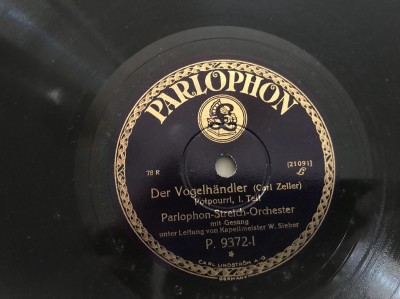 PARLOPHON
78 R
[21091]
Der Vogelhändler (Carl Zeller)
Potpourri, I. Teil
Parlophon-Streich-Orchester
mit Gesang
unter Leitung von Kapellmeister W. Sieber
P. 9372-I
CARL LINDSTRÖM A.-G.
GERMANY